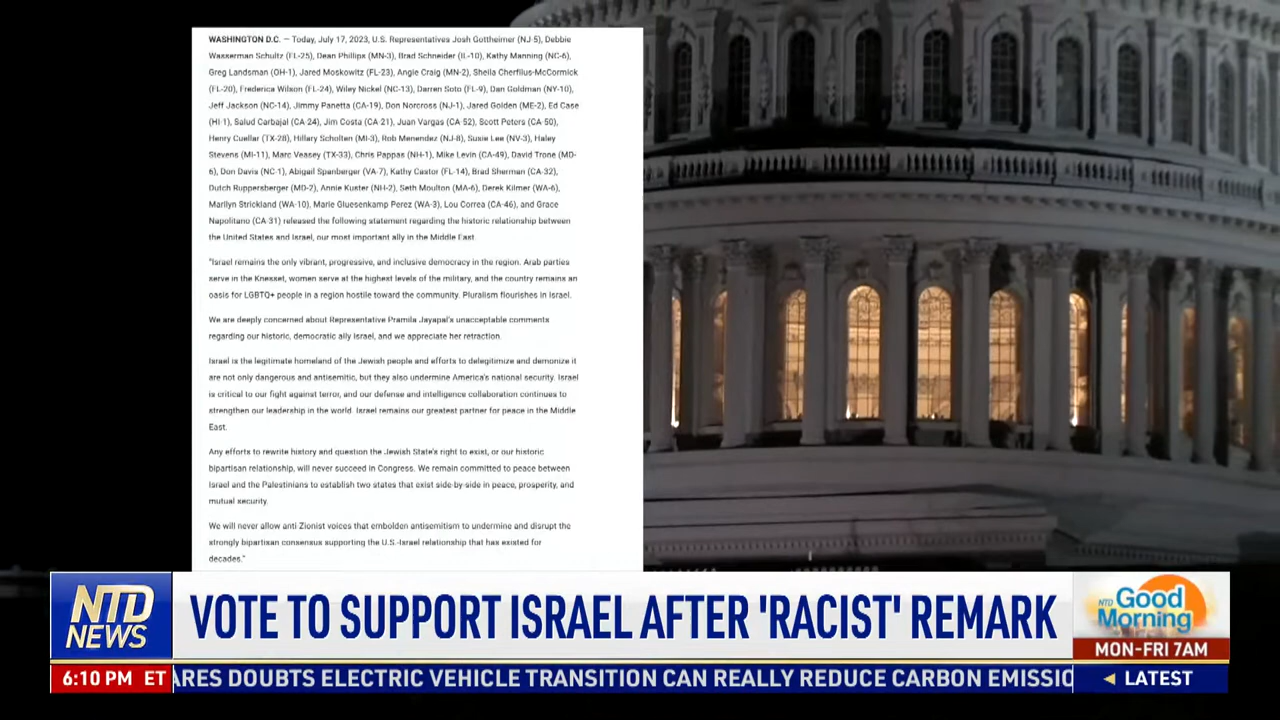 WASHINGTON D.C. — Today, July 17, 2023, U.S. Representatives Josh Gottheimer (NJ-5), Debbie
Wasserman Schultz (FL-25), Dean Phillips (MN-3), Brad Schneider (IL-10), Kathy Manning (NC-6),
Greg Landsman (OH-1), Jared Moskowitz (FL-23), Angie Craig (MN-2), Sheila Cherfilus-McCormick
(FL-20), Frederica Wilson (FL-24), Wiley Nickel (NC-13), Darren Soto (FL-9), Dan Goldman (NY-10),
Jeff Jackson (NC-14), Jimmy Panetta (CA-19), Don Norcross (NJ-1), Jared Golden (ME-2), Ed Case
(HI-1), Salud Carbajal (CA-24), Jim Costa (CA-21), Juan Vargas (CA-52), Scott Peters (CA-50),
Henry Cuellar (TX-28), Hillary Scholten (MI-3), Rob Menendez (NJ-8), Susie Lee (NV-3), Haley
Stevens (MI-11), Marc Veasey (TX-33), Chris Pappas (NH-1), Mike Levin (CA-49), David Trone (MD-
6), Don Davis (NC-1), Abigail Spanberger (VA-7), Kathy Castor (FL-14), Brad Sherman (CA-32),
Dutch Ruppersberger (MD-2), Annie Kuster (NH-2), Seth Moulton (MA-6), Derek Kilmer (WA-6),
Marilyn Strickland (WA-10), Marie Gluesenkamp Perez (WA-3), Lou Correa (CA-46), and Grace
Napolitano (CA-31) released the following statement regarding the historic relationship between
the United States and Israel, our most important ally in the Middle East.
"Israel remains the only vibrant, progressive, and inclusive democracy in the region. Arab parties
serve in the Knesset, women serve at the highest levels of the military, and the country remains an
oasis for LGBTQ+ people in a region hostile toward the community. Pluralism flourishes in Israel.
We are deeply concerned about Representative Pramila Jayapal's unacceptable comments
regarding our historic, democratic ally Israel, and we appreciate her retraction.
Israel is the legitimate homeland of the Jewish people and efforts to delegitimize and demonize it
are not only dangerous and antisemitic, but they also undermine America's national security. Israel
is critical to our fight against terror, and our defense and intelligence collaboration continues to
strengthen our leadership in the world. Israel remains our greatest partner for peace in the Middle
East.
Any efforts to rewrite history and question the Jewish State's right to exist, or our historic
bipartisan relationship, will never succeed in Congress. We remain committed to peace between
Israel and the Palestinians to establish two states that exist side-by-side in peace, prosperity, and
mutual security.
We will never allow anti Zionist voices that embolden antisemitism to undermine and disrupt the
strongly bipartisan consensus supporting the U.S.-Israel relationship that has existed for
decades."
NTD NEWS
VOTE TO SUPPORT ISRAEL AFTER 'RACIST' REMARK
NTD Good Morning
MON-FRI 7AM
6:10 PM ET
ARES DOUBTS ELECTRIC VEHICLE TRANSITION CAN REALLY REDUCE CARBON EMISSIO
◄ LATEST